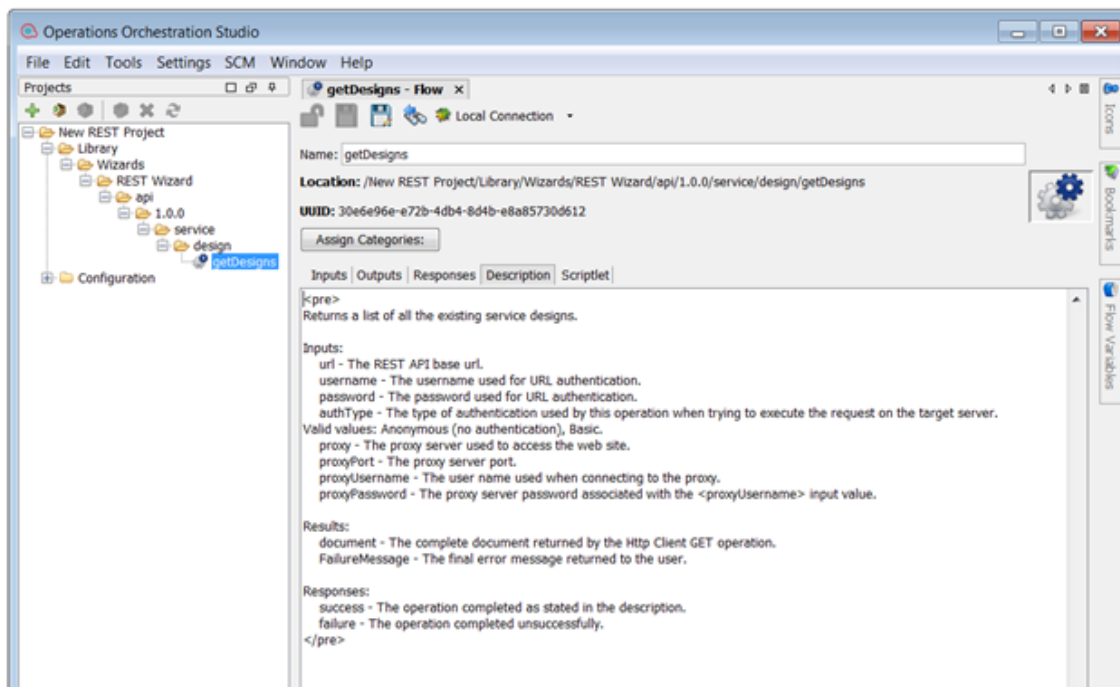 Operations Orchestration Studio
File Edit Tools Settings SCM Window Help
Projects
New REST Project
Library
Wizards
REST Wizard
api
1.0.0
service
design
getDesigns
Configuration
getDesigns - Flow
Local Connection
Name: getDesigns
Location: /New REST Project/Library/Wizards/REST Wizard/api/1.0.0/service/design/getDesigns
UUID: 30e6e96e-e72b-4db4-8d4b-e8a85730d612
Assign Categories:
Inputs Outputs Responses Description Scriptlet
<pre>
Returns a list of all the existing service designs.
Inputs:
url - The REST API base url.
username - The username used for URL authentication.
password - The password used for URL authentication.
authType - The type of authentication used by this operation when trying to execute the request on the target server.
Valid values: Anonymous (no authentication), Basic.
proxy - The proxy server used to access the web site.
proxyPort - The proxy server port.
proxyUsername - The user name used when connecting to the proxy.
proxyPassword - The proxy server password associated with the <proxyUsername> input value.
Results:
document - The complete document returned by the Http Client GET operation.
FailureMessage - The final error message returned to the user.
Responses:
success - The operation completed as stated in the description.
failure - The operation completed unsuccessfully.
</pre>
Icons
Bookmarks
Flow Variables